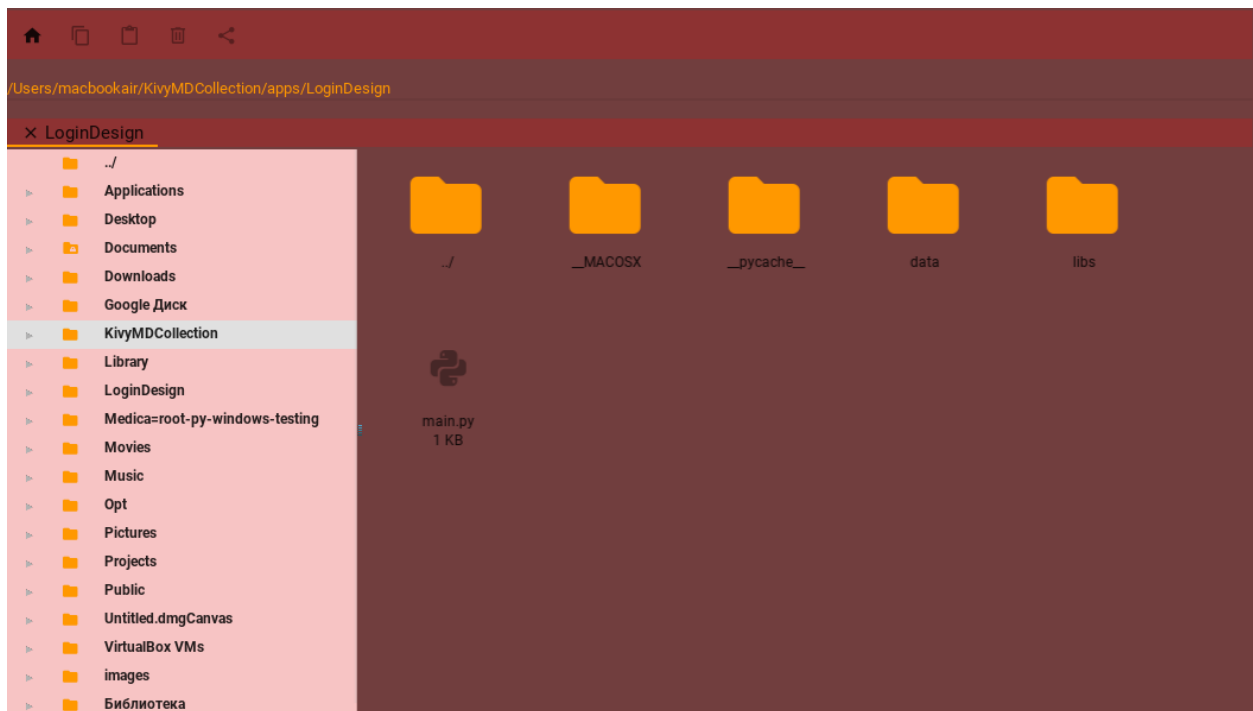 /Users/macbookair/KivyMDCollection/apps/LoginDesign
LoginDesign
../
Applications
Desktop
Documents
Downloads
Google Диск
KivyMDCollection
Library
LoginDesign
Medica=root-py-windows-testing
Movies
Music
Opt
Pictures
Projects
Public
Untitled.dmgCanvas
VirtualBox VMs
images
Библиотека
../ __MACOSX __pycache__ data libs
main.py
1 KB